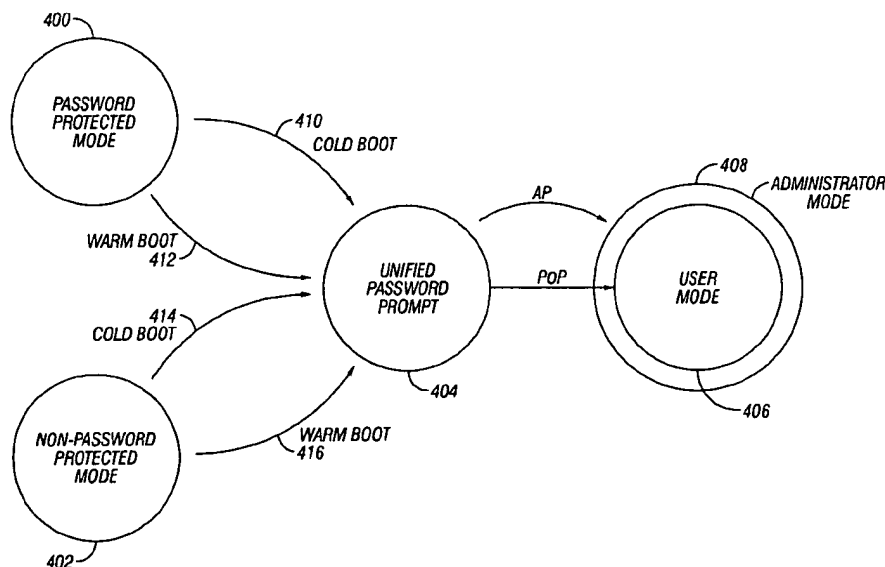 400
PASSWORD
PROTECTED
MODE
410
COLD BOOT
WARM BOOT
412
414
COLD BOOT
NON-PASSWORD
PROTECTED
MODE
402
WARM BOOT
416
UNIFIED
PASSWORD
PROMPT
404
AP
POP
408
ADMINISTRATOR
MODE
USER
MODE
406